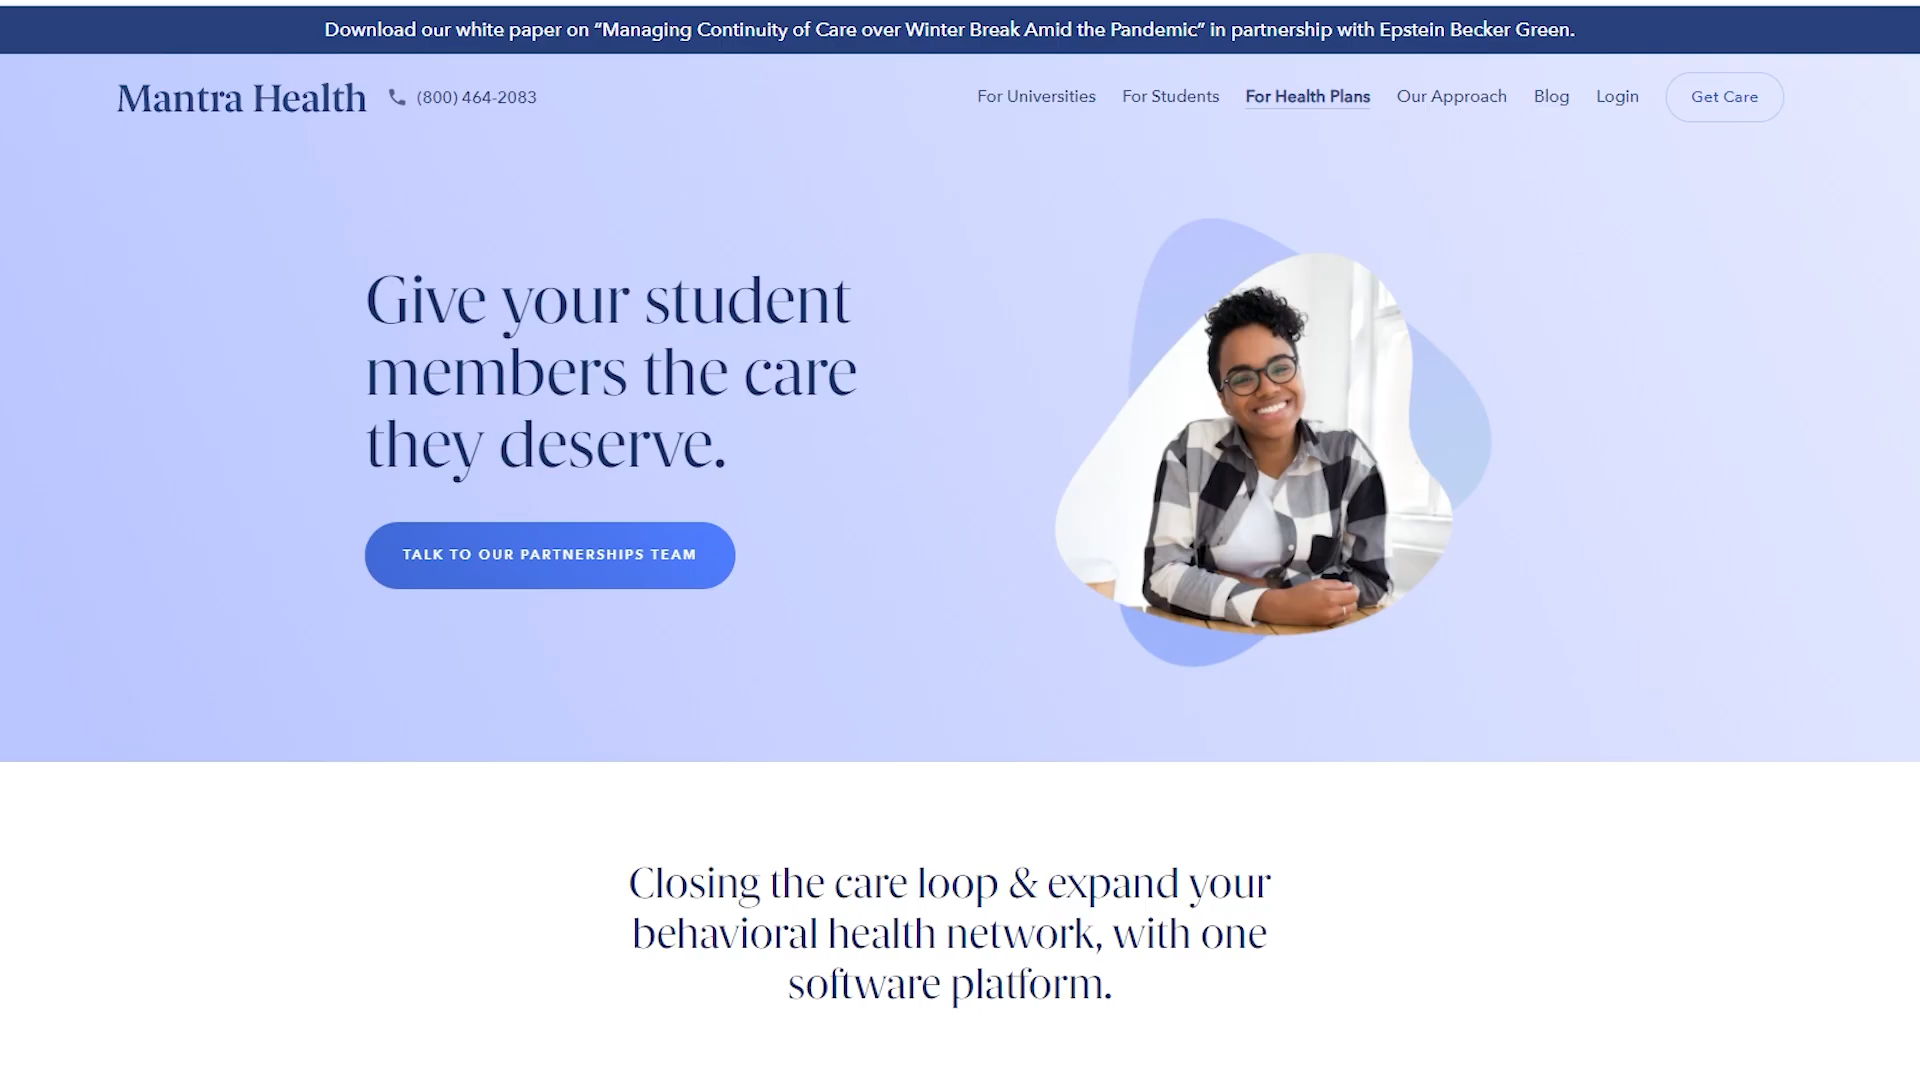 Download our white paper on “Managing Continuity of Care over Winter Break Amid the Pandemic” in partnership with Epstein Becker Green.
Mantra Health (800) 464-2083 For Universities For Students For Health Plans Our Approach Blog Login Get Care
Give your student
members the care
they deserve.
TALK TO OUR PARTNERSHIPS TEAM
Closing the care loop & expand your
behavioral health network, with one
software platform.